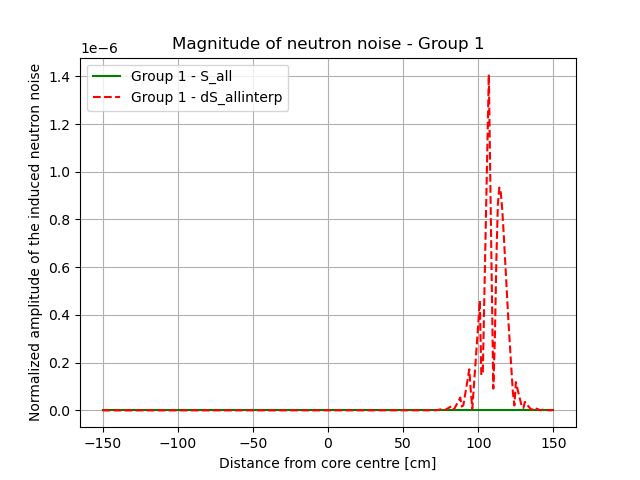 Magnitude of neutron noise - Group 1
1e−6
Group 1 - S_all
Group 1 - dS_allinterp
Normalized amplitude of the induced neutron noise
1.4
1.2
1.0
0.8
0.6
0.4
0.2
0.0
−150 −100 −50 0 50 100 150
Distance from core centre [cm]